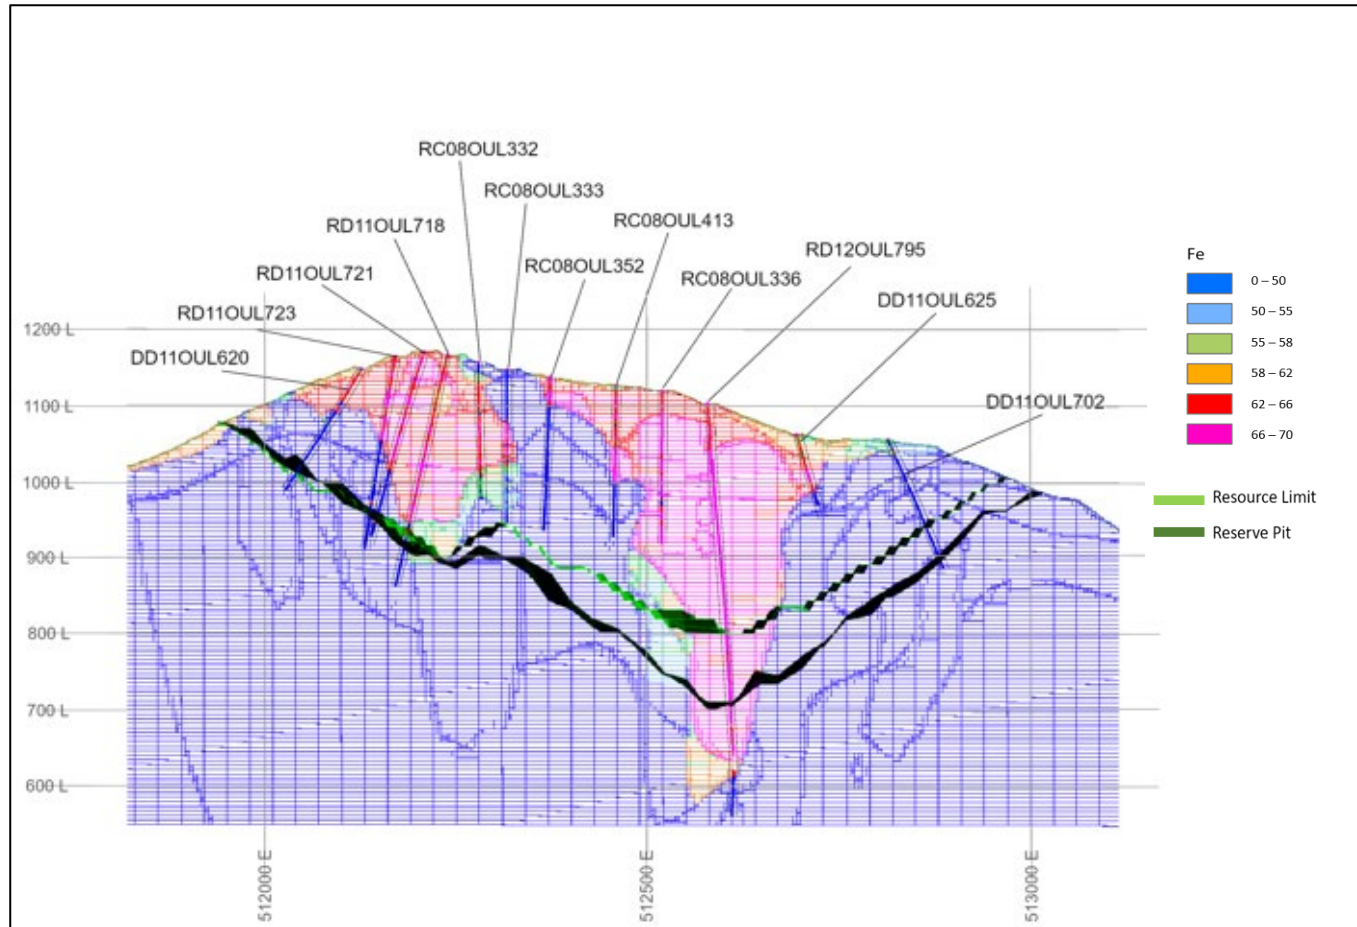 RC08OUL332
RC08OUL333
RD11OUL718
RC08OUL413
RD12OUL795
RD11OUL721
RC08OUL352
RC08OUL336
DD11OUL625
RD11OUL723
DD11OUL620
DD11OUL702
1200 L
1100 L
1000 L
900 L
800 L
700 L
600 L
512000 E
512500 E
513000 E
Fe
0 – 50
50 – 55
55 – 58
58 – 62
62 – 66
66 – 70
Resource Limit
Reserve Pit